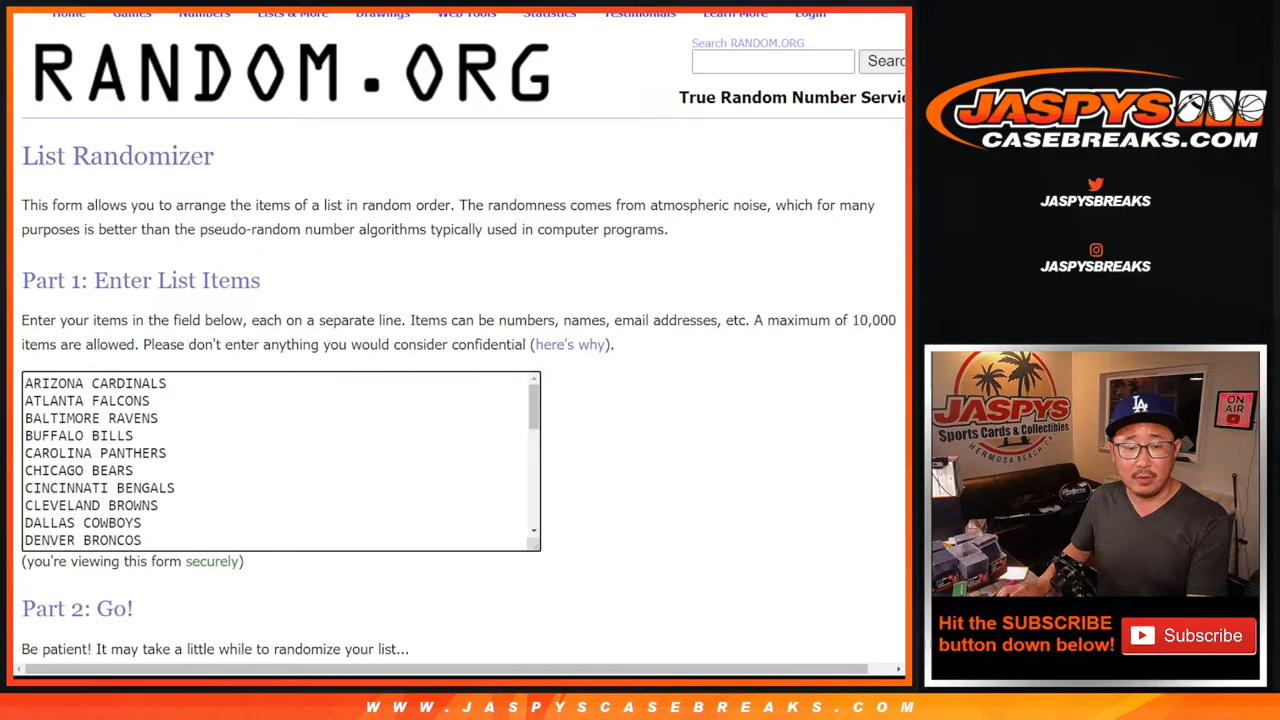 Home Games Numbers Lists & More Drawings Web Tools Statistics Testimonials Learn More Login
RANDOM.ORG
Search RANDOM.ORG
Searc
True Random Number Servic
List Randomizer
This form allows you to arrange the items of a list in random order. The randomness comes from atmospheric noise, which for many
purposes is better than the pseudo-random number algorithms typically used in computer programs.
Part 1: Enter List Items
Enter your items in the field below, each on a separate line. Items can be numbers, names, email addresses, etc. A maximum of 10,000
items are allowed. Please don't enter anything you would consider confidential (here's why).
ARIZONA CARDINALS
ATLANTA FALCONS
BALTIMORE RAVENS
BUFFALO BILLS
CAROLINA PANTHERS
CHICAGO BEARS
CINCINNATI BENGALS
CLEVELAND BROWNS
DALLAS COWBOYS
DENVER BRONCOS
(you're viewing this form securely)
Part 2: Go!
Be patient! It may take a little while to randomize your list...
JASPYS
CASEBREAKS.COM
JASPYSBREAKS
JASPYSBREAKS
JASPYS
Sports Cards & Collectibles
HERMOSA BEACH, CA
ON
AIR
LA
Dodgers
Hit the SUBSCRIBE
button down below!
Subscribe
WWW.JASPYSCASEBREAKS.COM